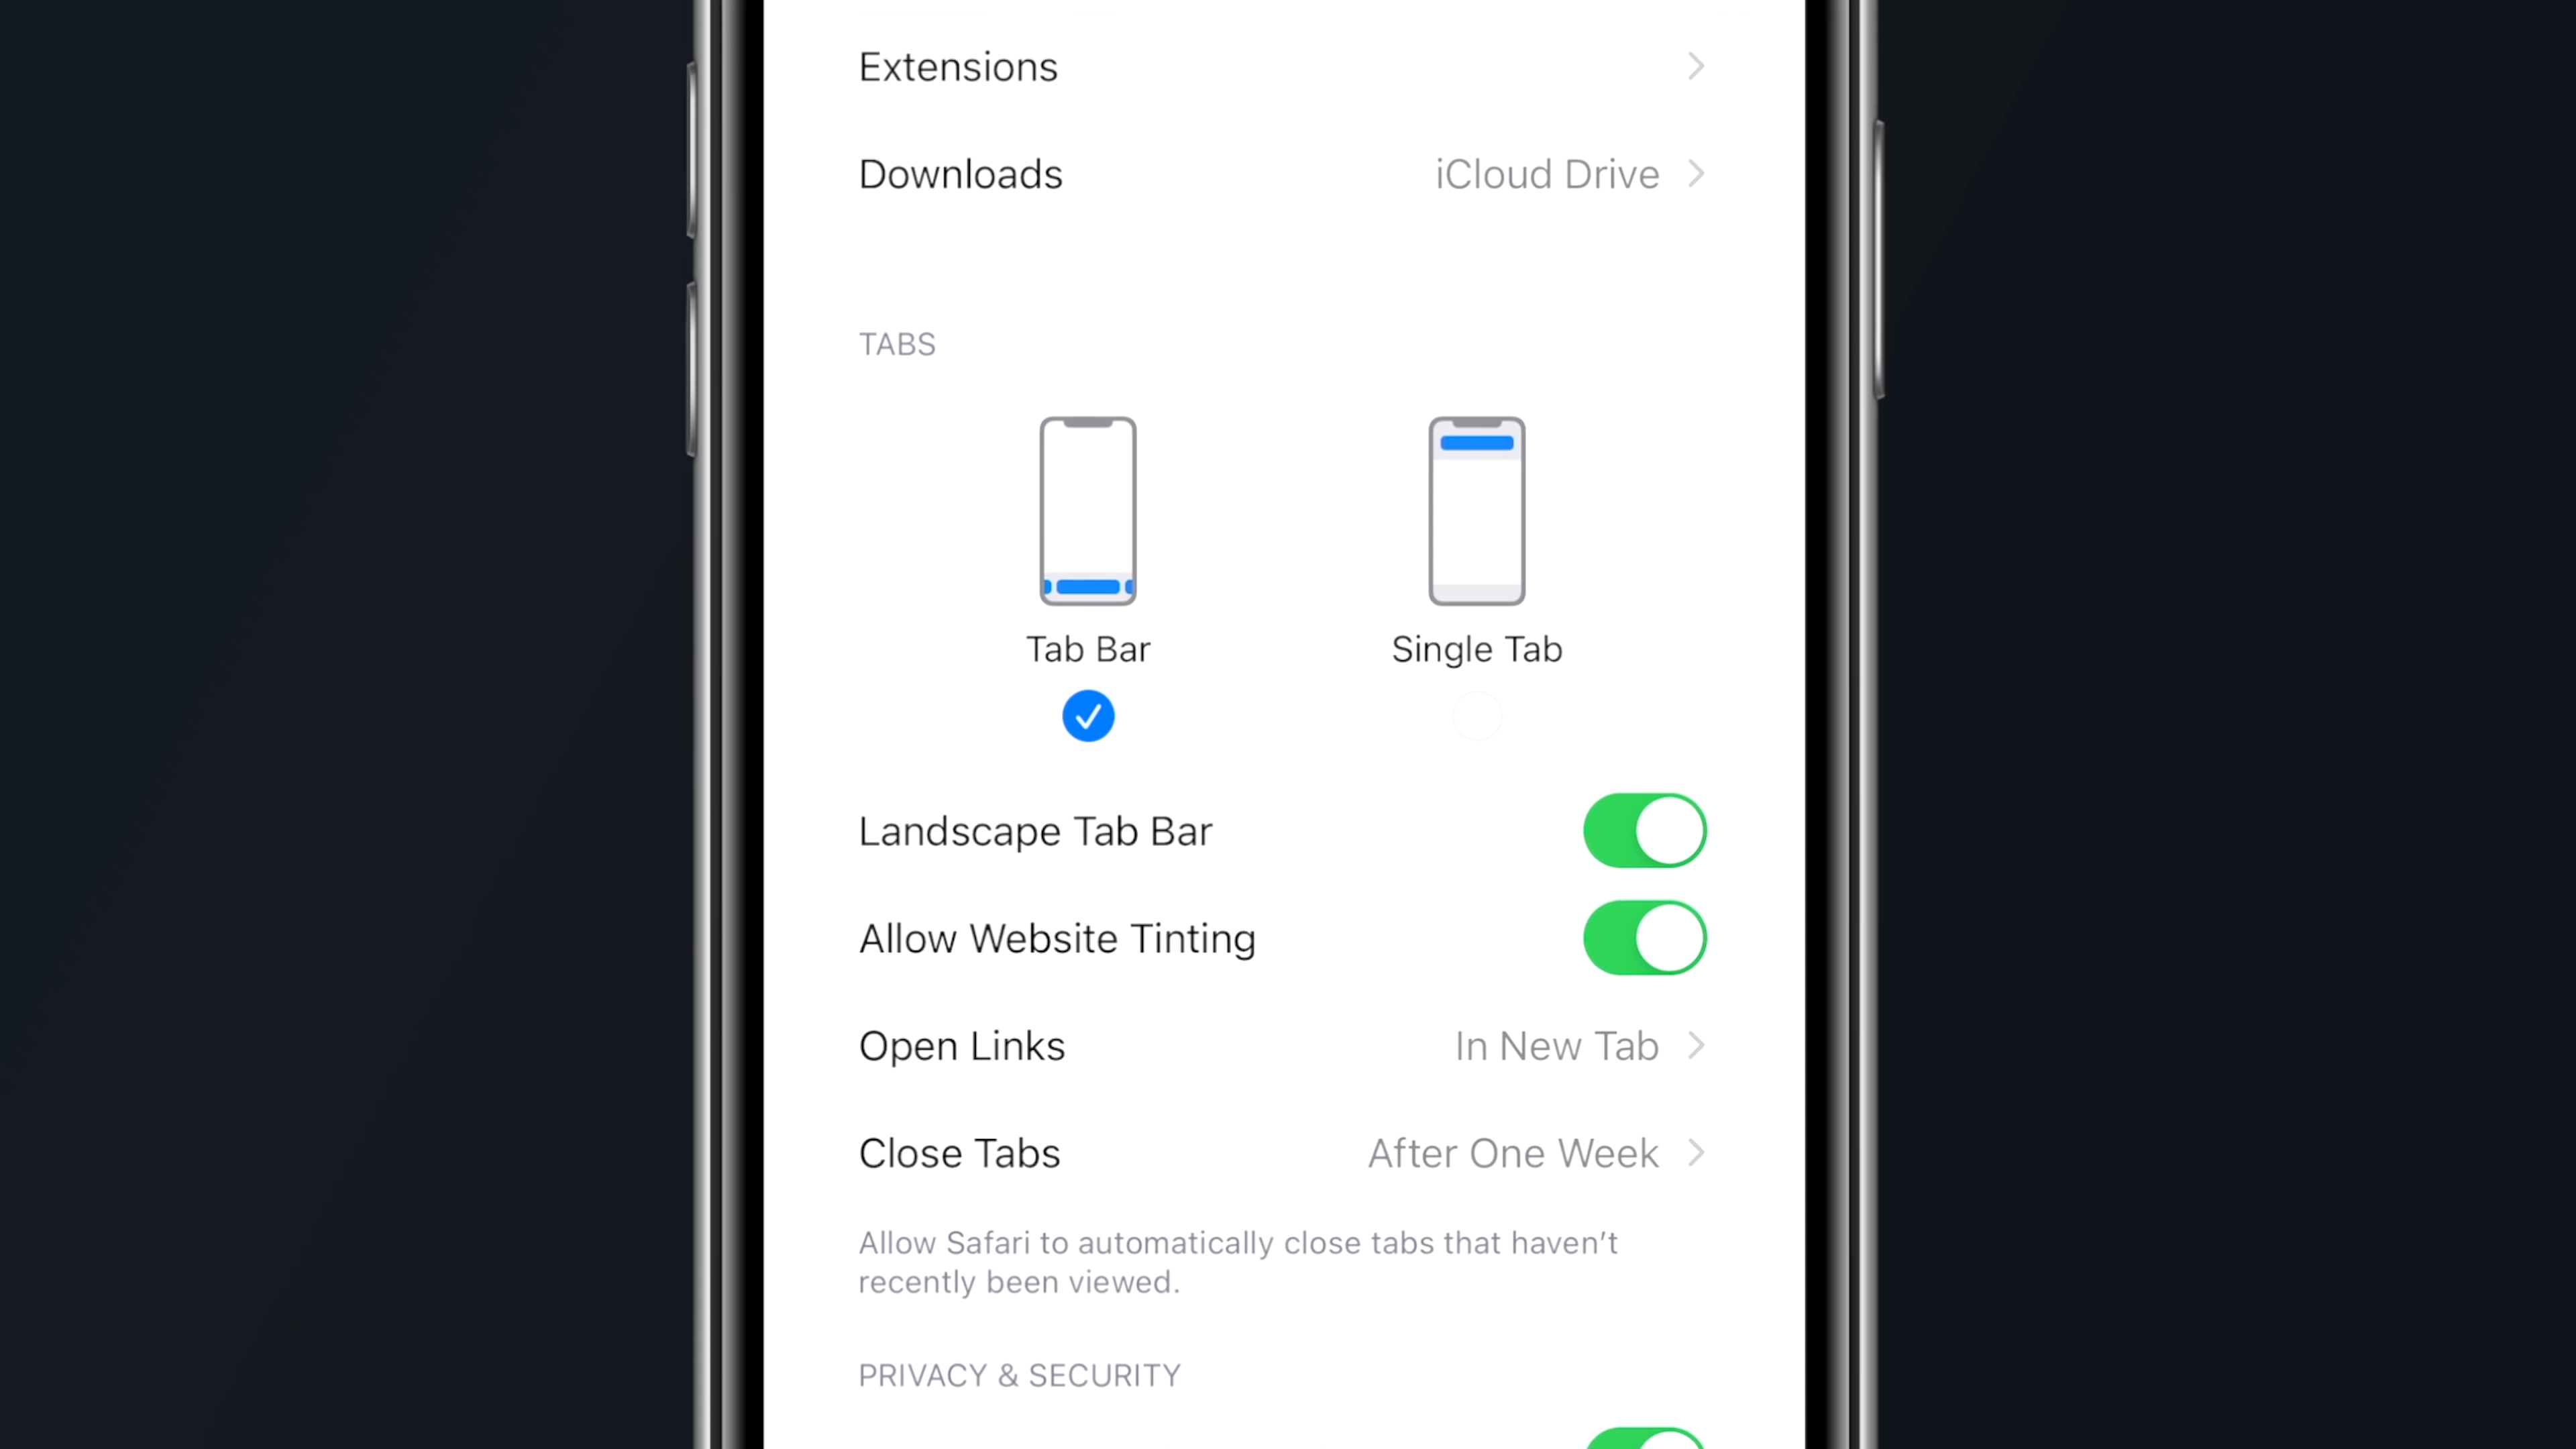 Extensions
Downloads iCloud Drive
TABS
Tab Bar Single Tab
Landscape Tab Bar
Allow Website Tinting
Open Links In New Tab
Close Tabs After One Week
Allow Safari to automatically close tabs that haven’t
recently been viewed.
PRIVACY & SECURITY